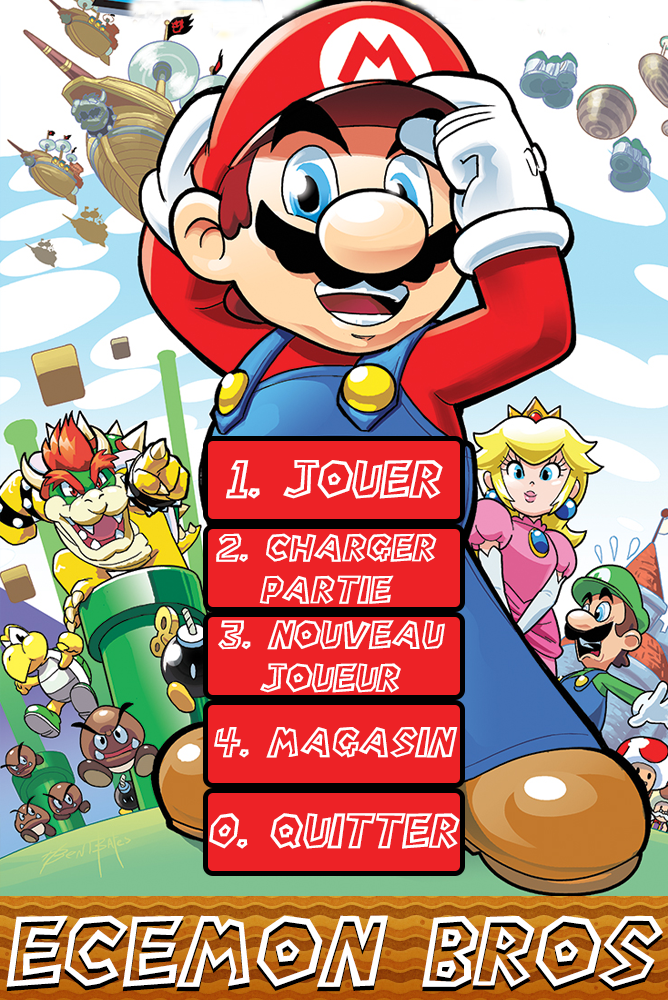 M
1. JOUER
2. CHARGER
PARTIE
3. NOUVEAU
JOUEUR
4. MAGASIN
0. QUITTER
ECEMON BROS